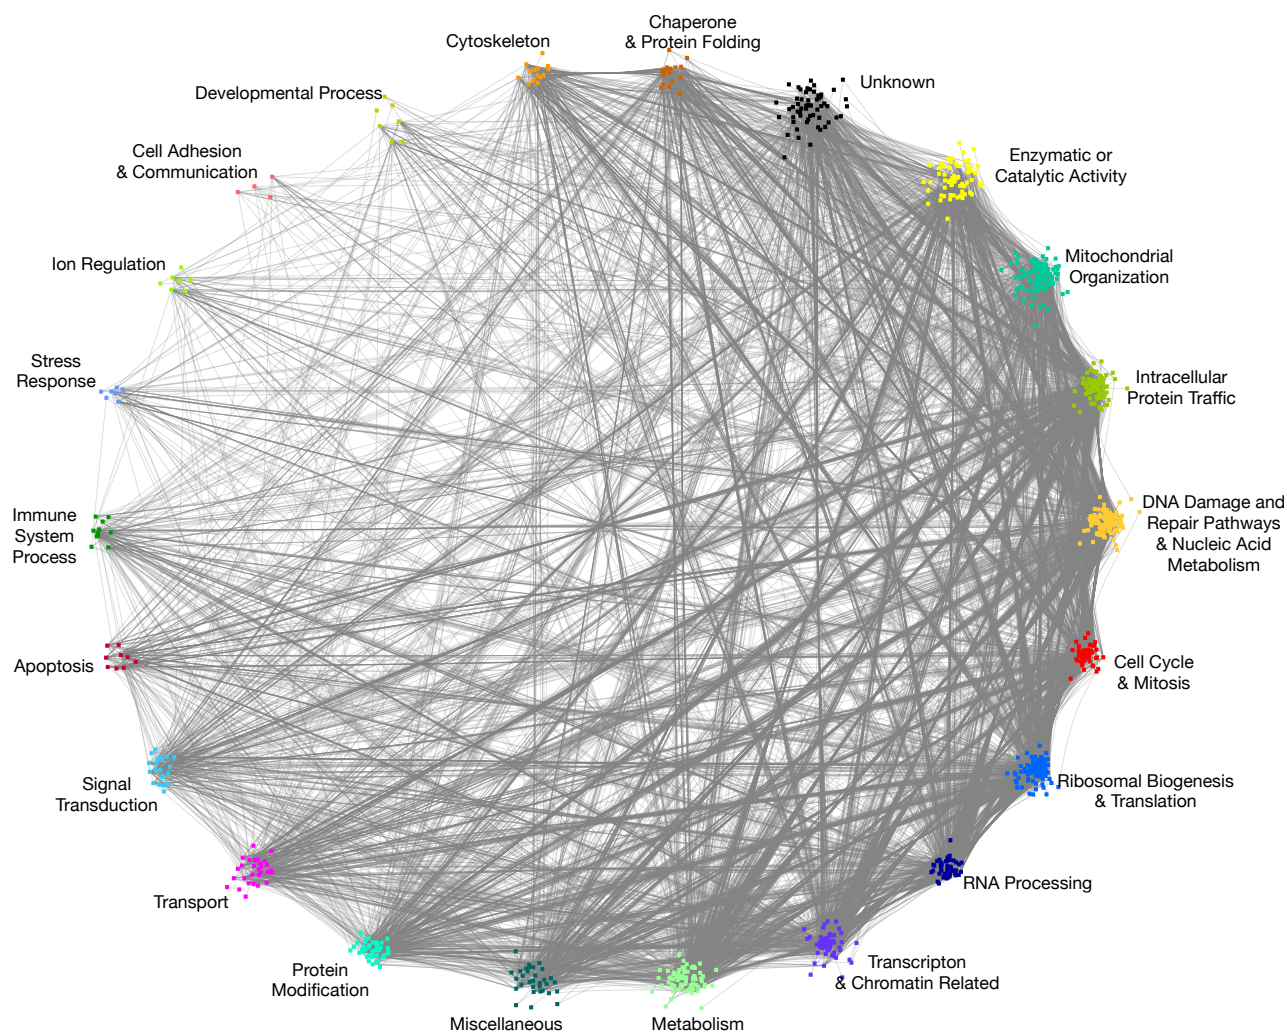 Chaperone
& Protein Folding
Cytoskeleton
Unknown
Developmental Process
Enzymatic or
Catalytic Activity
Cell Adhesion
& Communication
Mitochondrial
Organization
Ion Regulation
Intracellular
Protein Traffic
Stress
Response
DNA Damage and
Repair Pathways
& Nucleic Acid
Metabolism
Immune
System
Process
Cell Cycle
& Mitosis
Apoptosis
Ribosomal Biogenesis
& Translation
Signal
Transduction
RNA Processing
Transport
Transcripton
& Chromatin Related
Protein
Modification
Miscellaneous
Metabolism